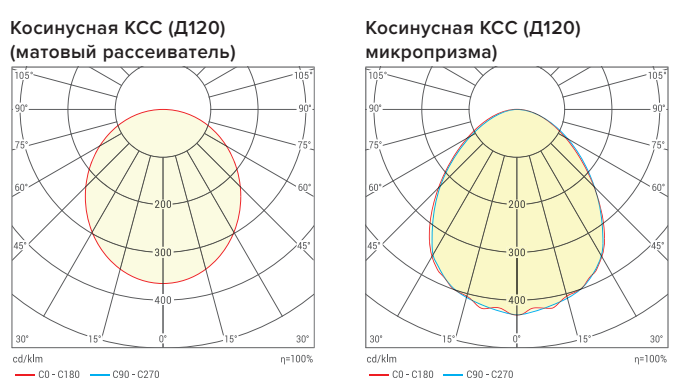 Косинусная КСС (Д120)
(матовый рассеиватель)
105° 105°
90° 90°
75° 75°
60° 60°
45° 45°
200
300
400
30° 15° 0° 15° 30°
cd/klm η=100%
C0 - C180 C90 - C270
Косинусная КСС (Д120)
микропризма)
105° 105°
90° 90°
75° 75°
60° 60°
45° 45°
200
300
400
30° 15° 0° 15° 30°
cd/klm η=100%
C0 - C180 C90 - C270